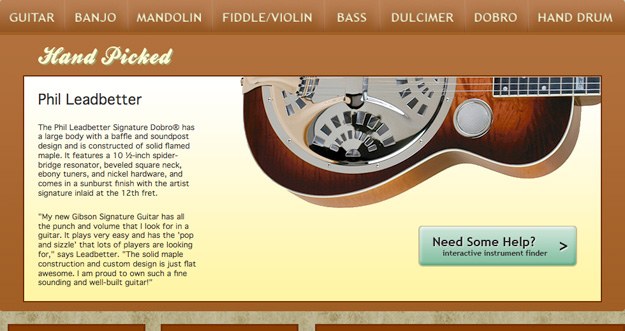 GUITAR BANJO MANDOLIN FIDDLE/VIOLIN BASS DULCIMER DOBRO HAND DRUM
Hand Picked
Phil Leadbetter
The Phil Leadbetter Signature Dobro® has
a large body with a baffle and soundpost
design and is constructed of solid flamed
maple. It features a 10 ½-inch spider-
bridge resonator, beveled square neck,
ebony tuners, and nickel hardware, and
comes in a sunburst finish with the artist
signature inlaid at the 12th fret.
"My new Gibson Signature Guitar has all
the punch and volume that I look for in a
guitar. It plays very easy and has the 'pop
and sizzle' that lots of players are looking
for," says Leadbetter. "The solid maple
construction and custom design is just flat
awesome. I am proud to own such a fine
sounding and well-built guitar!"
Need Some Help? >
interactive instrument finder